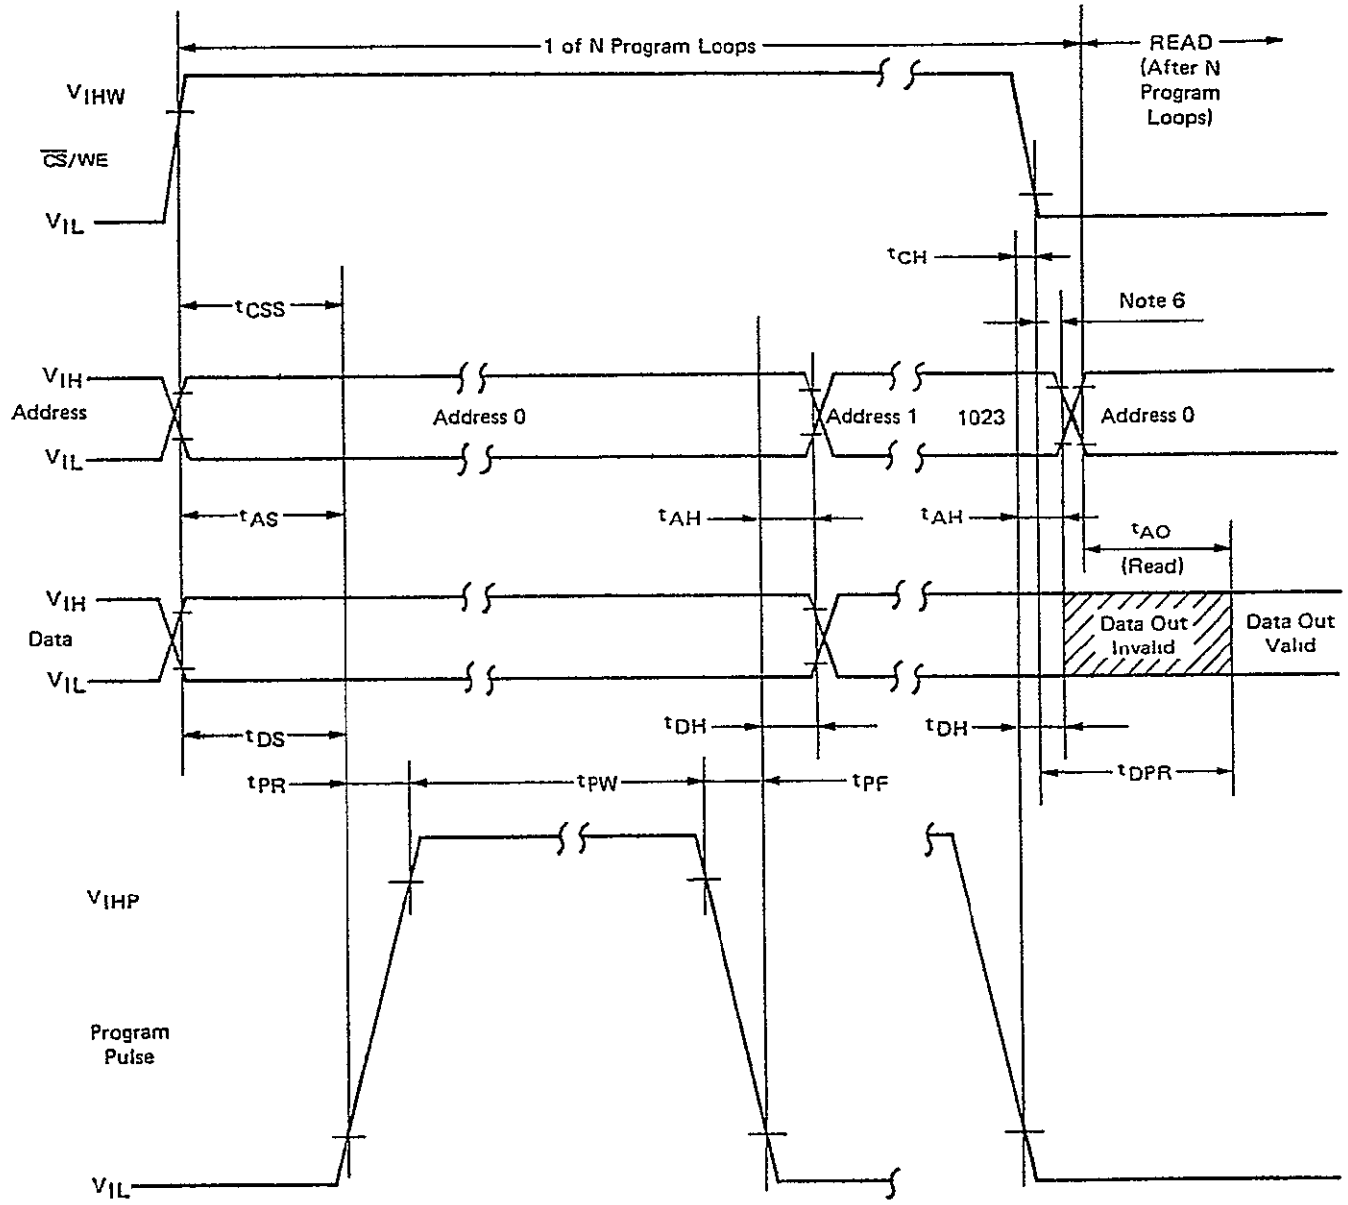 1 of N Program Loops
READ
(After N
Program
Loops)
VIHW
CS/WE
VIL
tCH
tCSS
Note 6
VIH
Address
Address 0
Address 1
1023
Address 0
VIL
tAS
tAH
tAH
tAO
(Read)
VIH
Data
Data Out
Invalid
Data Out
Valid
VIL
tDS
tDH
tDH
tDPR
tPR
tPW
tPF
VIHP
Program
Pulse
VIL